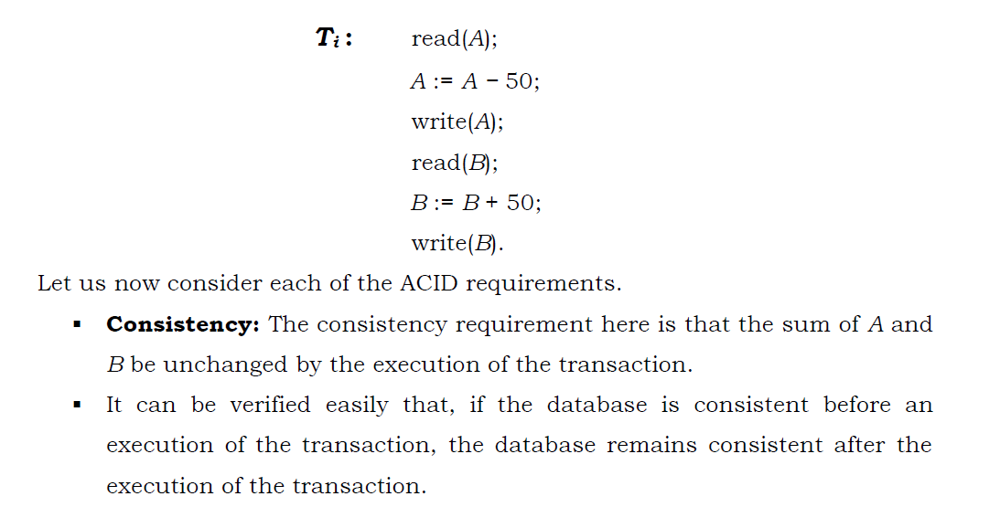 Ti: read(A);
A := A − 50;
write(A);
read(B);
B := B + 50;
write(B).
Let us now consider each of the ACID requirements.
▪ Consistency: The consistency requirement here is that the sum of A and
B be unchanged by the execution of the transaction.
▪ It can be verified easily that, if the database is consistent before an
execution of the transaction, the database remains consistent after the
execution of the transaction.